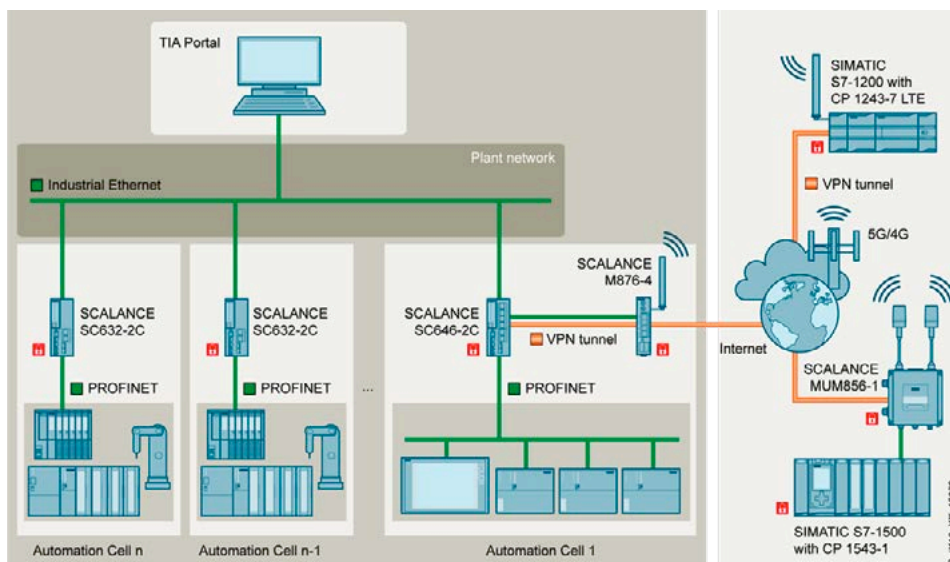 TIA Portal
Plant network
Industrial Ethernet
SCALANCE
SC632-2C
SCALANCE
SC632-2C
SCALANCE
SC646-2C
SCALANCE
M876-4
VPN tunnel
PROFINET
PROFINET
...
PROFINET
Automation Cell n
Automation Cell n-1
Automation Cell 1
SIMATIC
S7-1200 with
CP 1243-7 LTE
VPN tunnel
5G/4G
Internet
SCALANCE
MUM856-1
SIMATIC S7-1500
with CP 1543-1